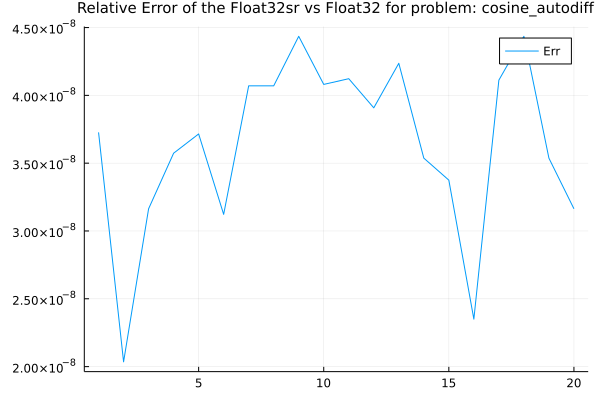 Relative Error of the Float32sr vs Float32 for problem: cosine_autodiff
4.50×10⁻⁸
Err
4.00×10⁻⁸
3.50×10⁻⁸
3.00×10⁻⁸
2.50×10⁻⁸
2.00×10⁻⁸
5 10 15 20